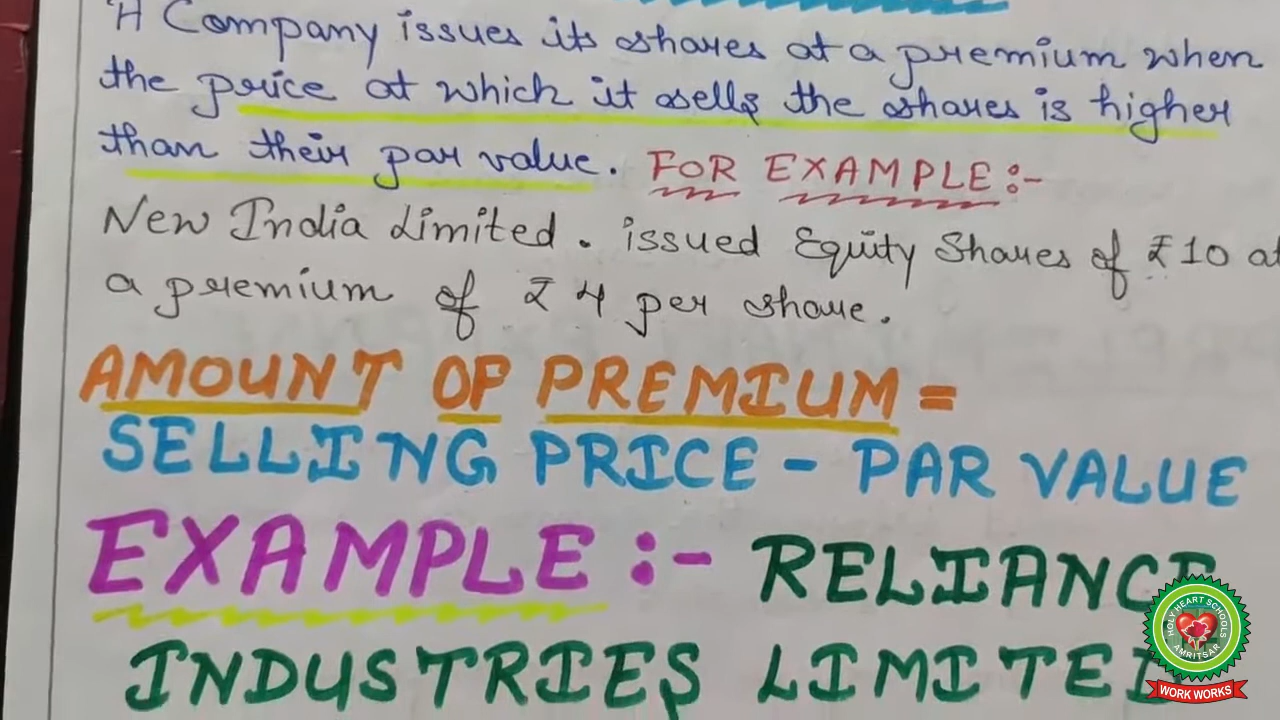 A Company issues its shares at a premium when
the price at which it sells the shares is higher
than their par value. FOR EXAMPLE:-
New India Limited. issued Equity Shares of ₹10 at
a premium of ₹4 per share.
AMOUNT OF PREMIUM =
SELLING PRICE - PAR VALUE
EXAMPLE:- RELIANCE
INDUSTRIES LIMITED
HOLY HEART SCHOOLS
AMRITSAR
WORK WORKS